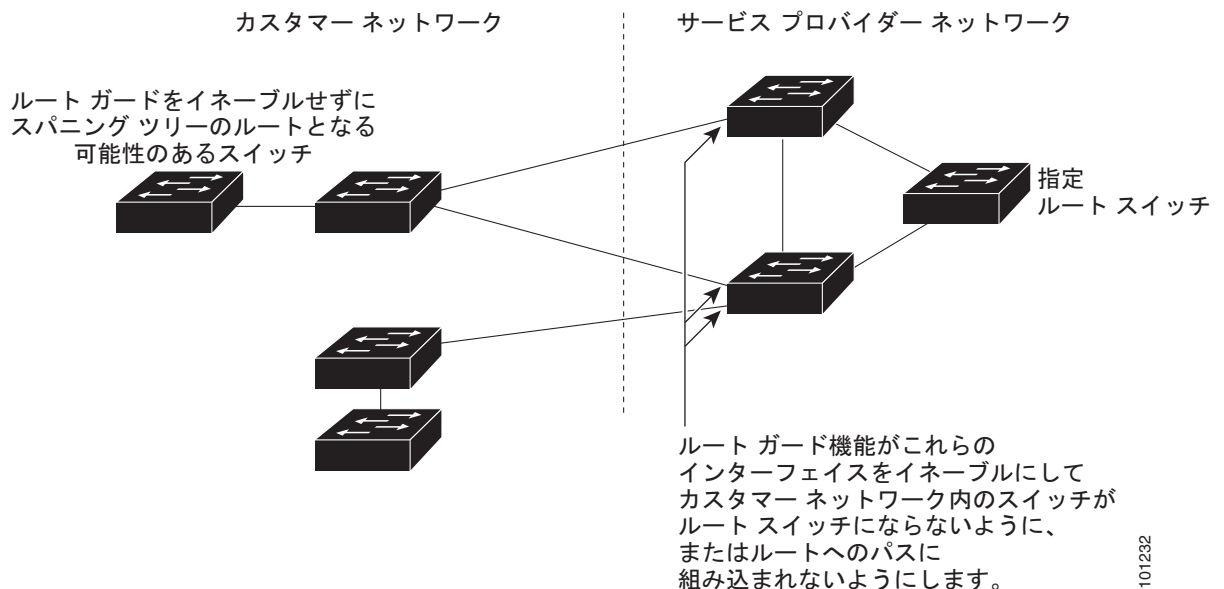 カスタマー ネットワーク
サービス プロバイダー ネットワーク
ルート ガードをイネーブルせずに
スパニング ツリーのルートとなる
可能性のあるスイッチ
指定
ルート スイッチ
ルート ガード機能がこれらの
インターフェイスをイネーブルにして
カスタマー ネットワーク内のスイッチが
ルート スイッチにならないように、
またはルートへのパスに
組み込まれないようにします。
101232